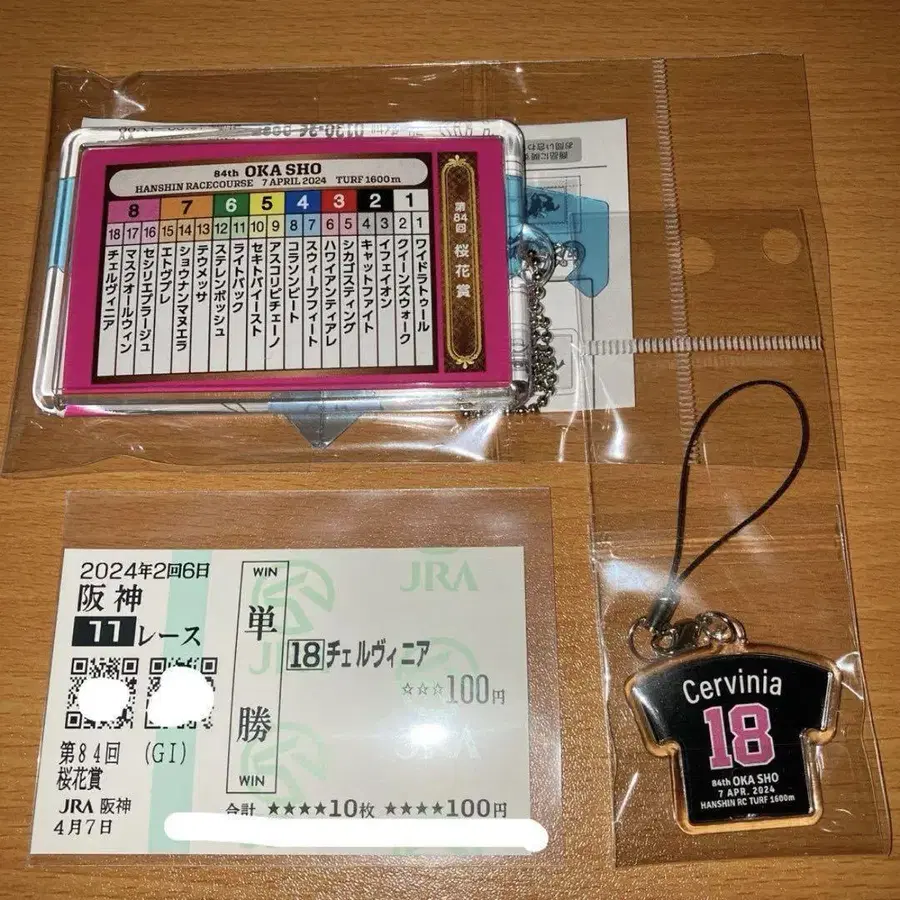 84th OKA SHO
HANSHIN RACECOURSE 7 APRIL 2024 TURF 1600m
8 7 6 5 4 3 2 1
18 17 16 15 14 13 12 11 10 9 8 7 6 5 4 3 2 1
ワイドラトゥール
クイーンズウォーク
イフェイオン
キャットファイト
シカゴスティング
ハワイアンティアレ
スウィープフィート
コラソンビート
アスコリピチェーノ
セキトバイースト
ライトバック
ステレンボッシュ
テウメッサ
ショウナンマヌエラ
エトヴプレ
セシリエプラージュ
マスクオールウィン
チェルヴィニア
第84回 桜花賞
商品に関す
お問い合わ
2024年2回6日
阪神
11レース
第84回 (GI)
桜花賞
JRA 阪神
4月7日
WIN
単勝
WIN
JRA
18 チェルヴィニア
☆☆☆100円
JRA
合計 ★★★★10枚 ★★★★100円
Cervinia
18
84th OKA SHO
7 APR. 2024
HANSHIN RC TURF 1600m